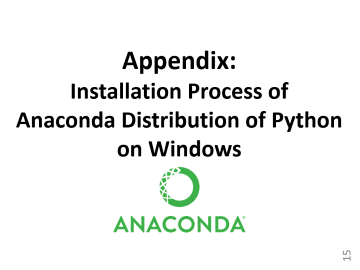 Appendix:
Installation Process of
Anaconda Distribution of Python
on Windows
ANACONDA
15